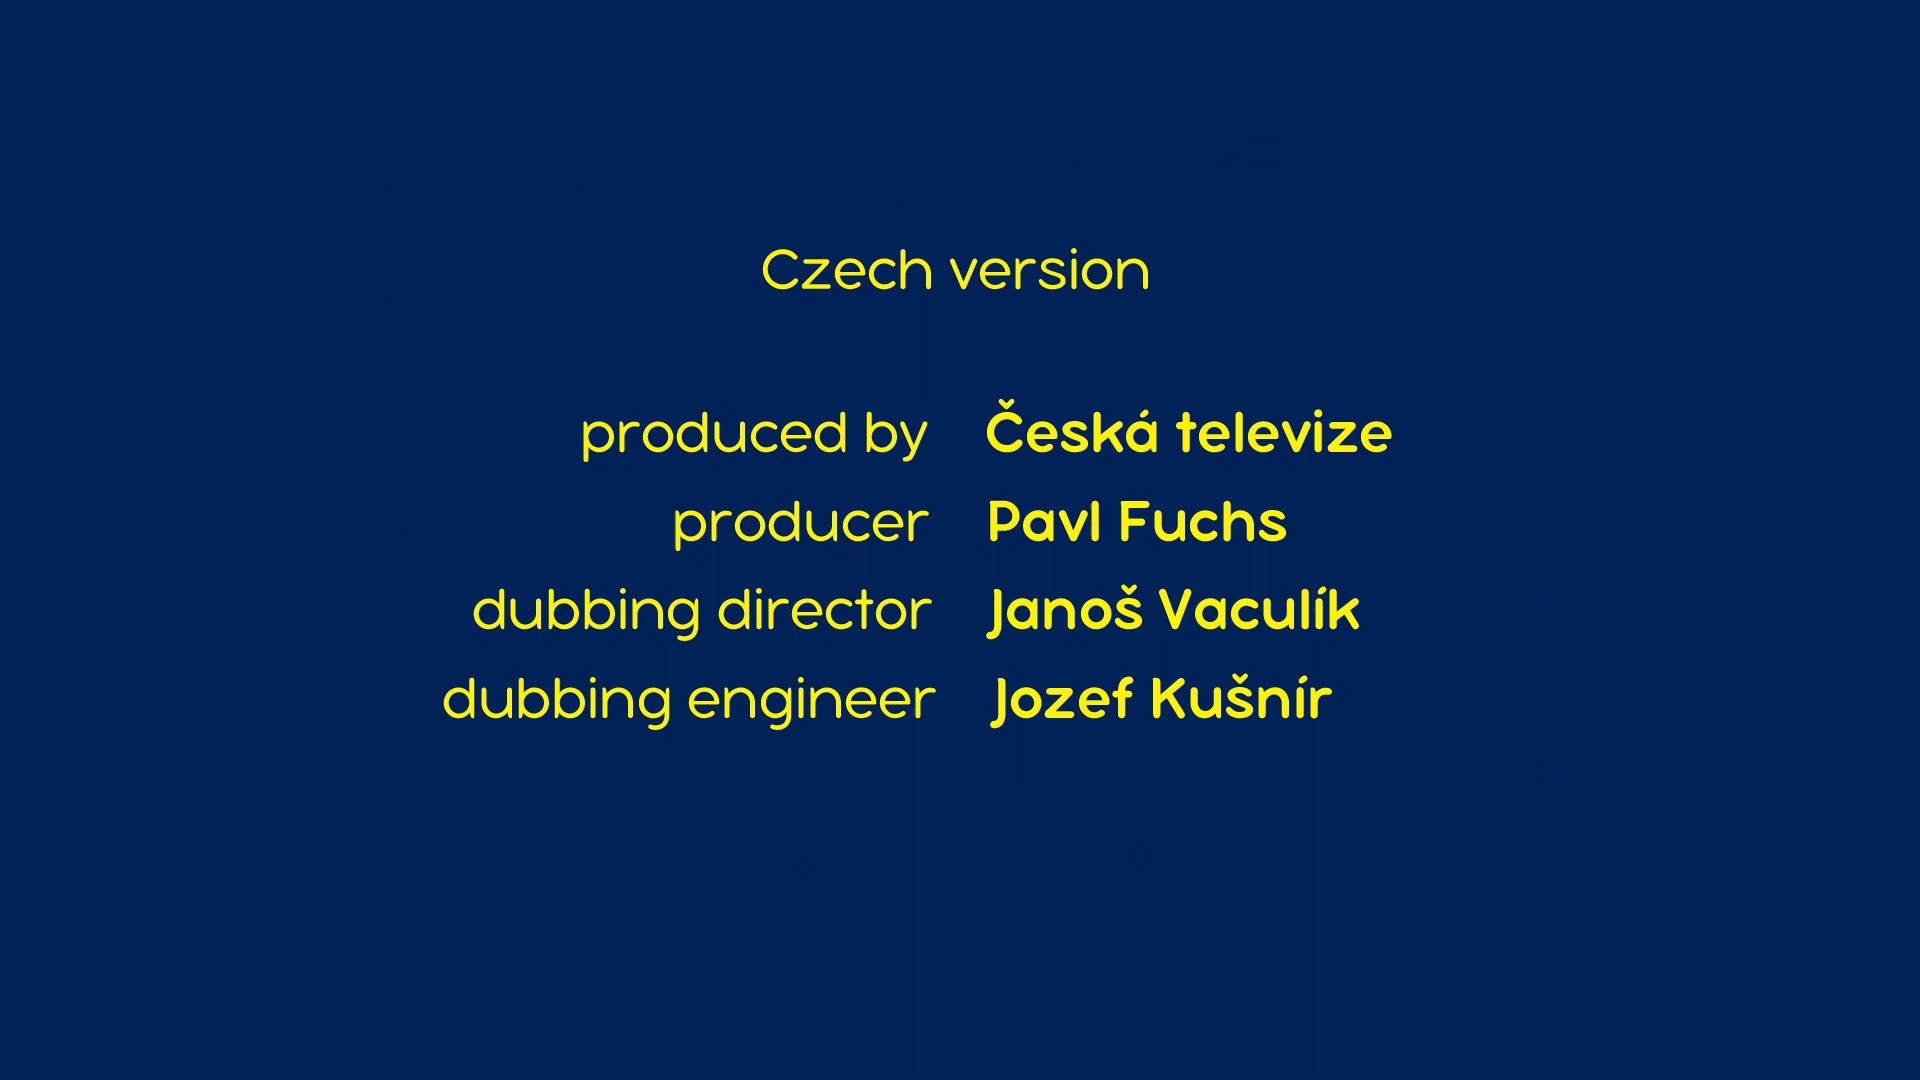 Czech version
produced by Česká televize
producer Pavl Fuchs
dubbing director Janoš Vaculík
dubbing engineer Jozef Kušnír